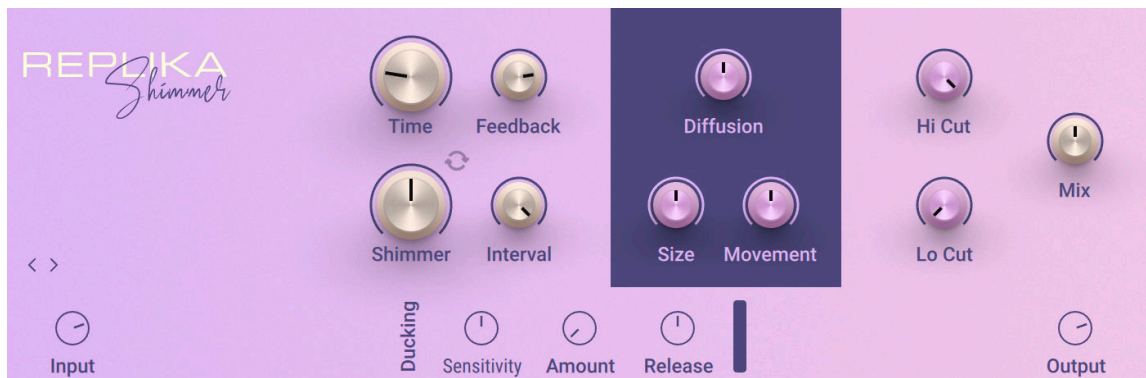 REPLIKA
Shimmer
Time
Feedback
Diffusion
Hi Cut
Mix
Shimmer
Interval
Size
Movement
Lo Cut
Ducking
Input
Sensitivity
Amount
Release
Output